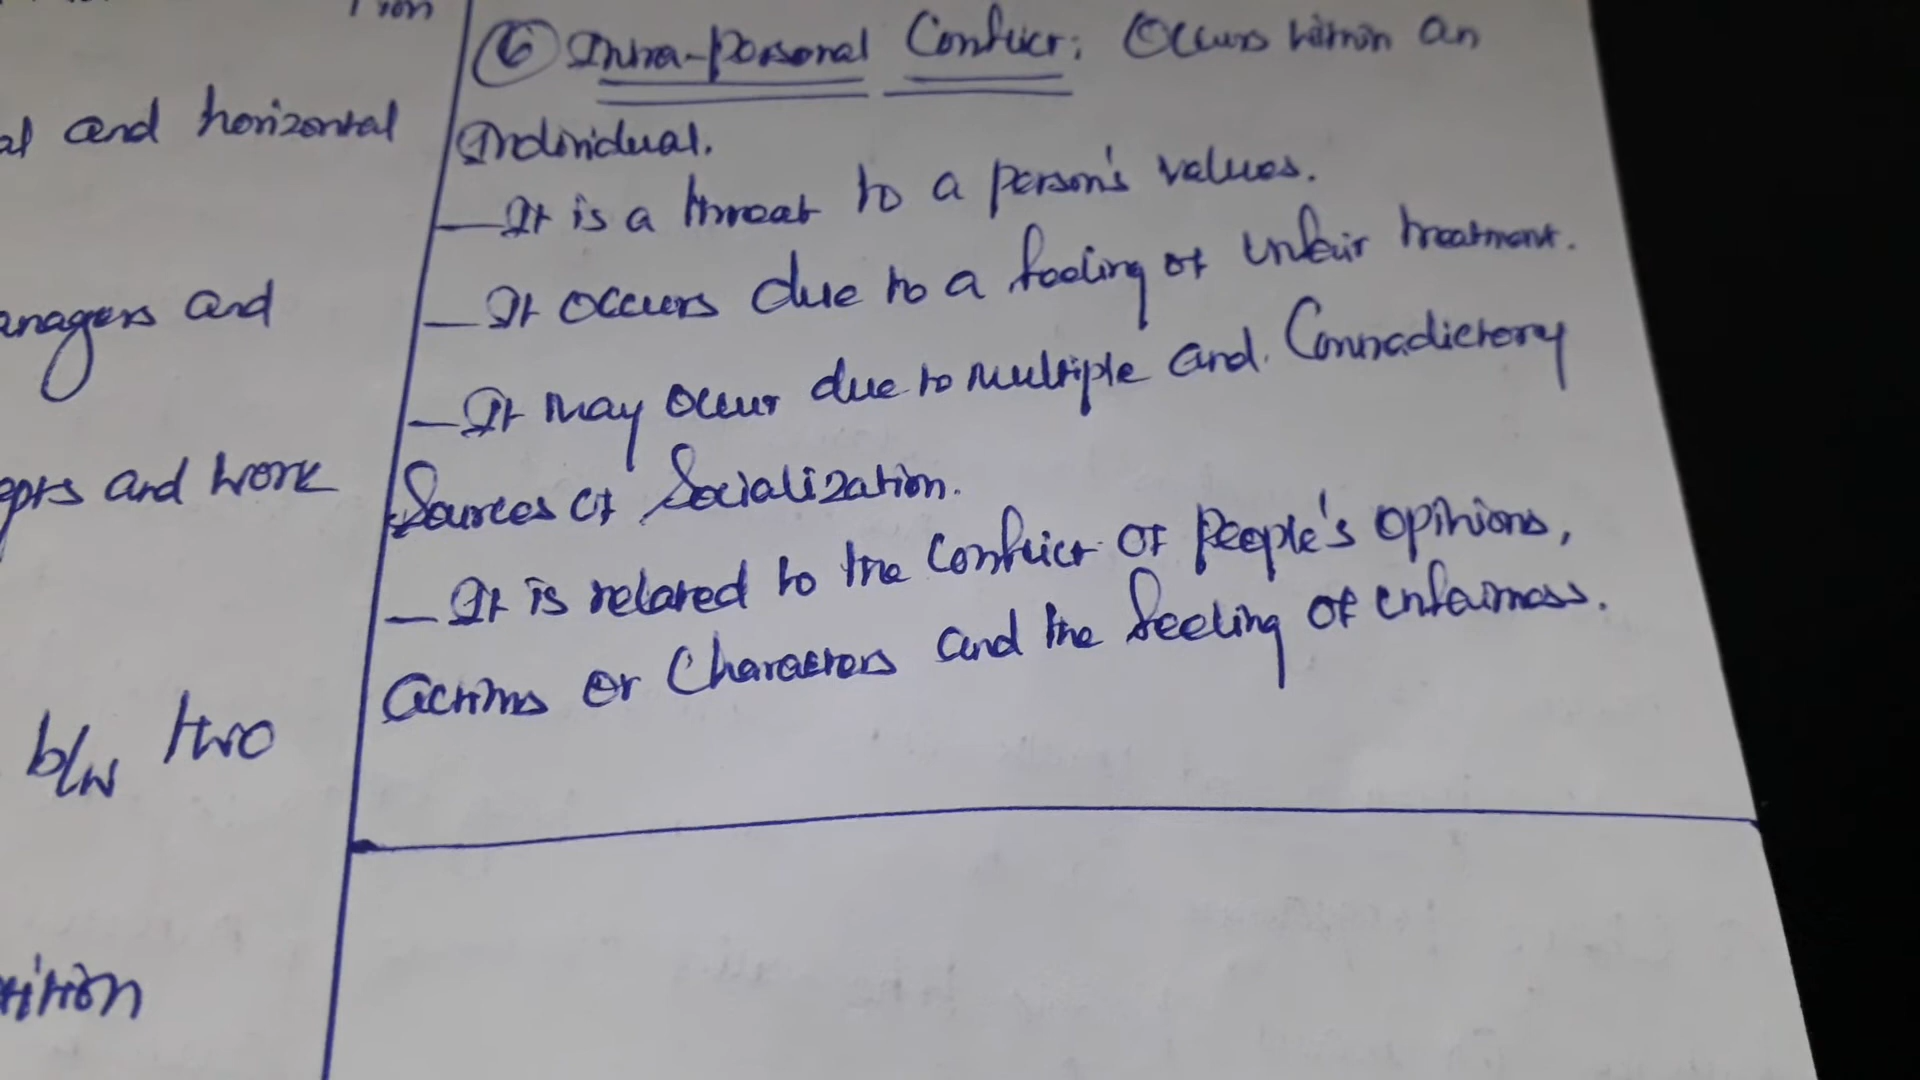 al and horizontal
anagers and
epts and work
b/w two
tition
⑥ Intra-personal Conflict: Occurs within an
Individual.
— It is a threat to a person's values.
— It occurs due to a feeling of unfair treatment.
— It may occur due to multiple and Contradictory
Sources of Socialization.
— It is related to the Conflict of people's opinions,
actions or Characters and the feeling of unfairness.